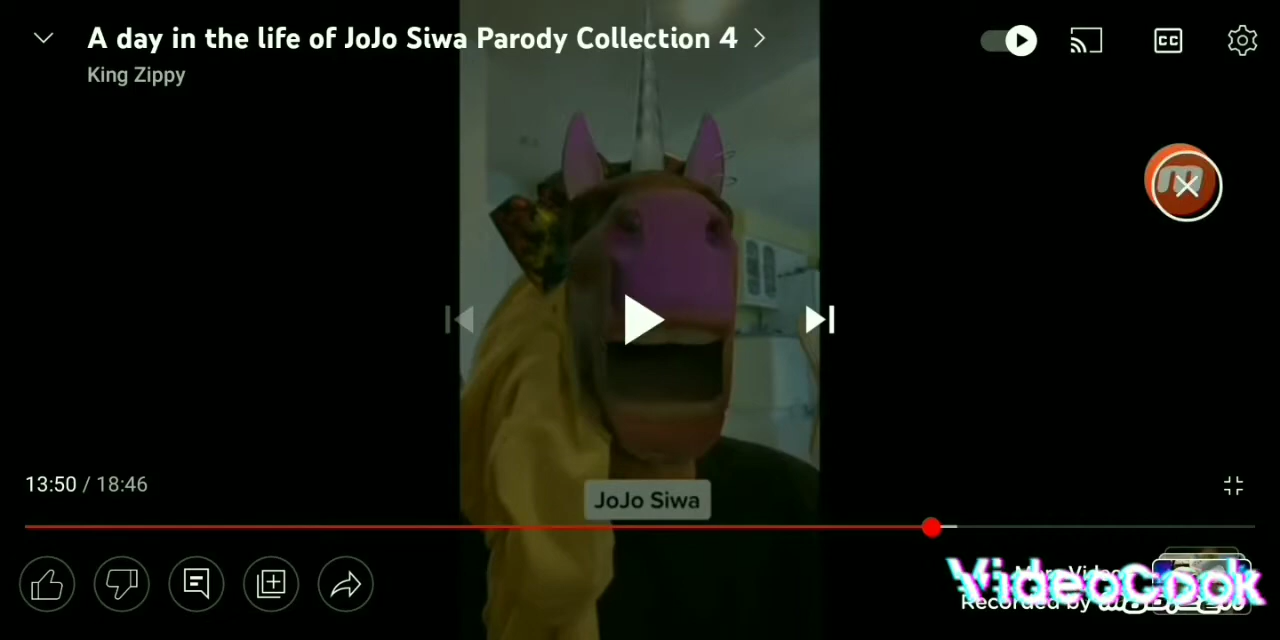 A day in the life of JoJo Siwa Parody Collection 4
King Zippy
CC
m
13:50 / 18:46
JoJo Siwa
VideoCook
Recorded by